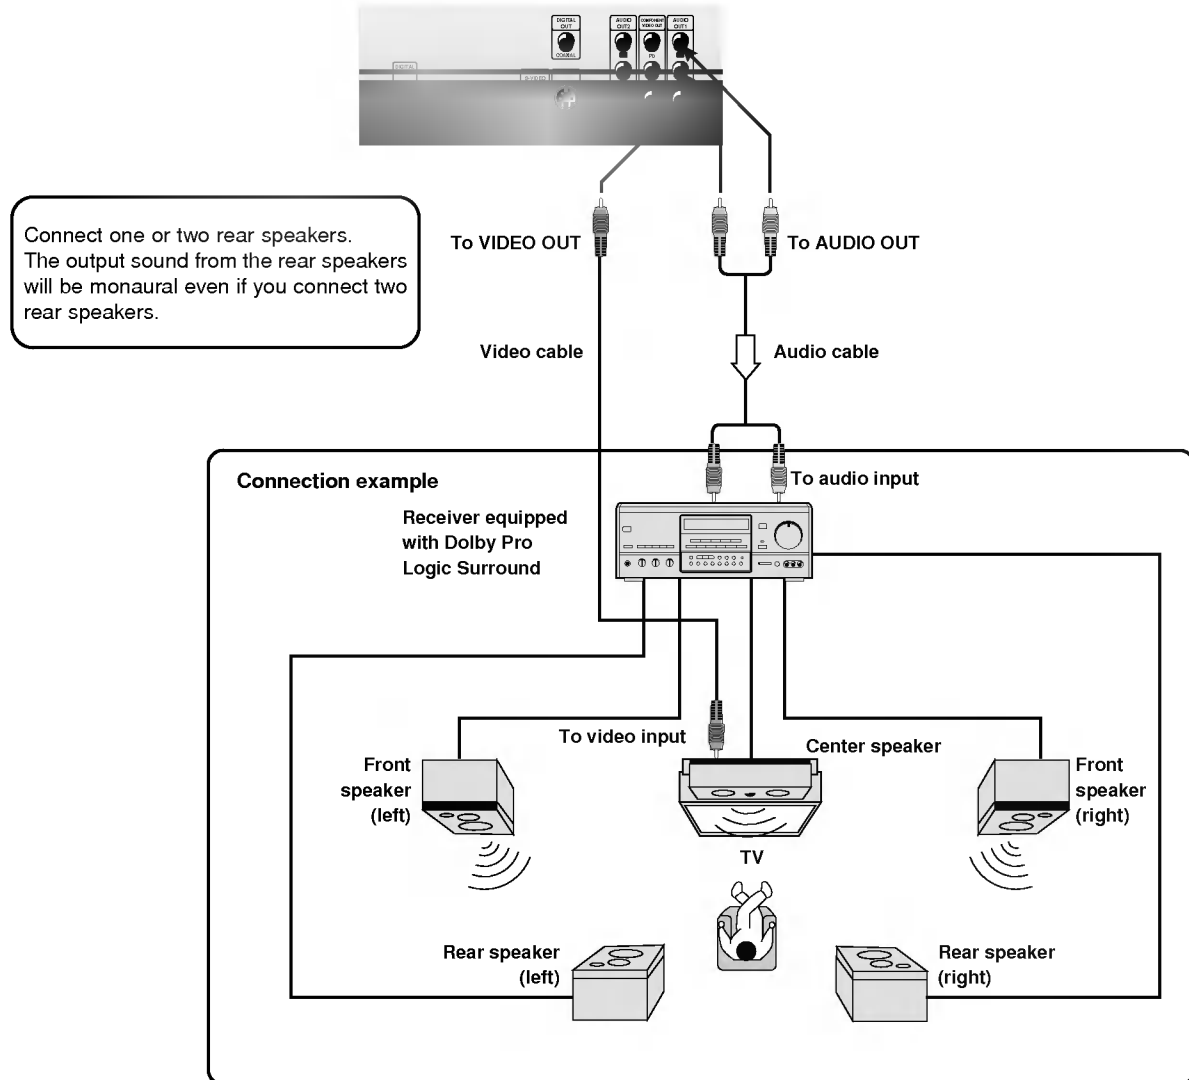 DIGITAL
OUT
COAXIAL
AUDIO
OUT2
COMPONENT
VIDEO OUT
Pb
AUDIO
OUT1
DIGITAL
S-VIDEO
Connect one or two rear speakers.
The output sound from the rear speakers
will be monaural even if you connect two
rear speakers.
To VIDEO OUT
To AUDIO OUT
Video cable
Audio cable
Connection example
To audio input
Receiver equipped
with Dolby Pro
Logic Surround
To video input
Center speaker
Front
speaker
(left)
Front
speaker
(right)
TV
Rear speaker
(left)
Rear speaker
(right)